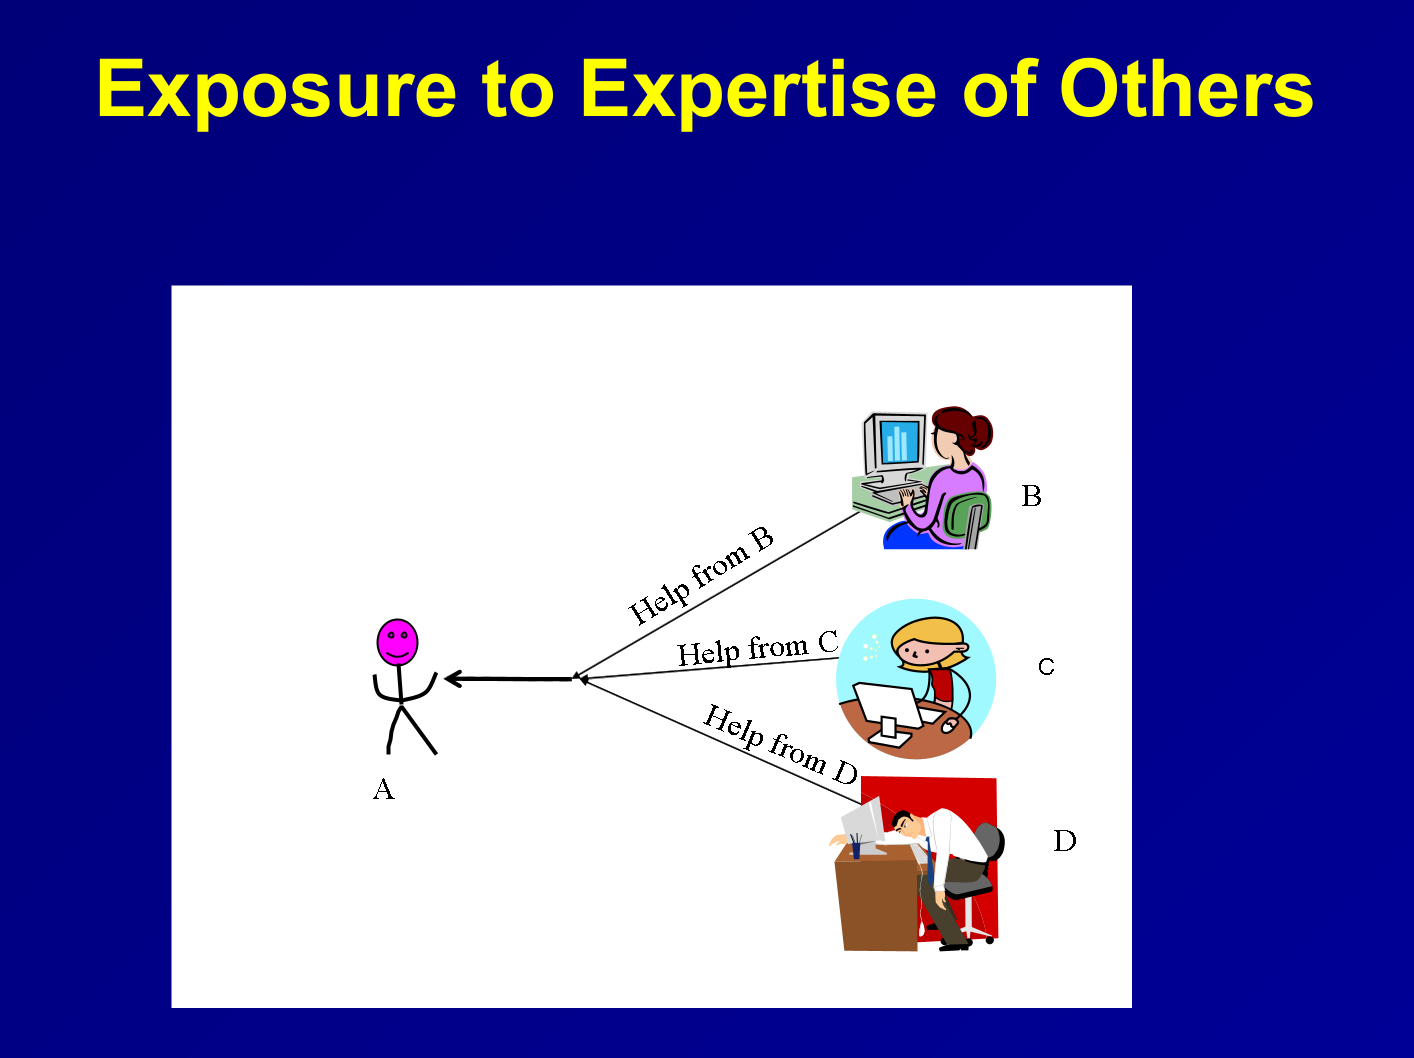 Exposure to Expertise of Others
B
Help from B
Help from C
C
Help from D
A
D